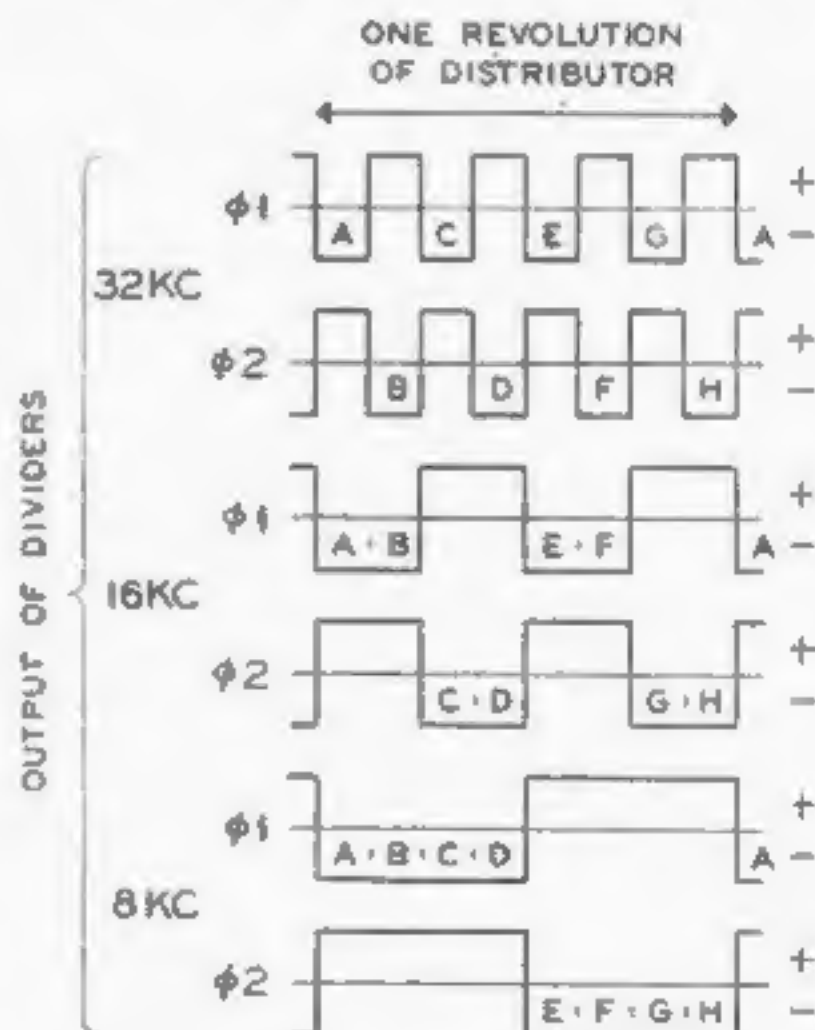 ONE REVOLUTION
OF DISTRIBUTOR
OUTPUT OF DIVIDERS
32KC
ϕ1 A C E G A + −
ϕ2 B D F H + −
16KC
ϕ1 A + B E + F A + −
ϕ2 C + D G + H + −
8KC
ϕ1 A + B + C + D A + −
ϕ2 E + F + G + H + −